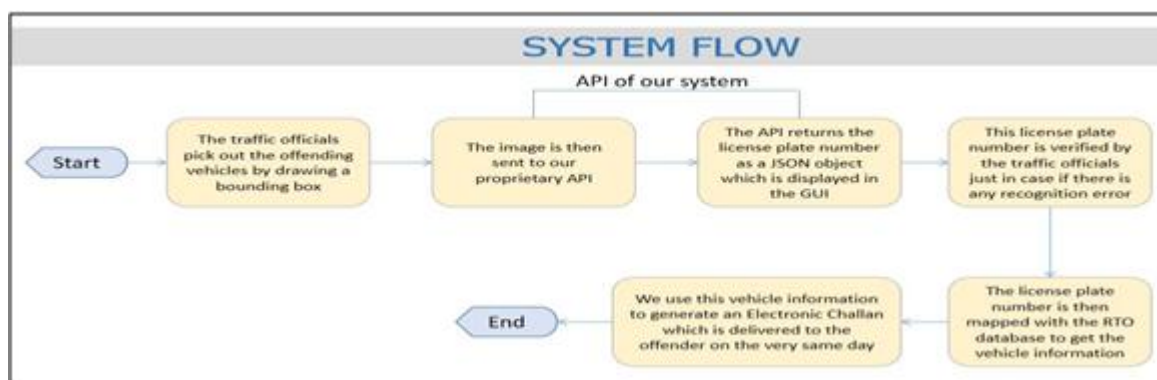 SYSTEM FLOW
API of our system
Start
The traffic officials
pick out the offending
vehicles by drawing a
bounding box
The image is then
sent to our
proprietary API
The API returns the
license plate number
as a JSON object
which is displayed in
the GUI
This license plate
number is verified by
the traffic officials
just in case if there is
any recognition error
The license plate
number is then
mapped with the RTO
database to get the
vehicle information
We use this vehicle information
to generate an Electronic Challan
which is delivered to the
offender on the very same day
End